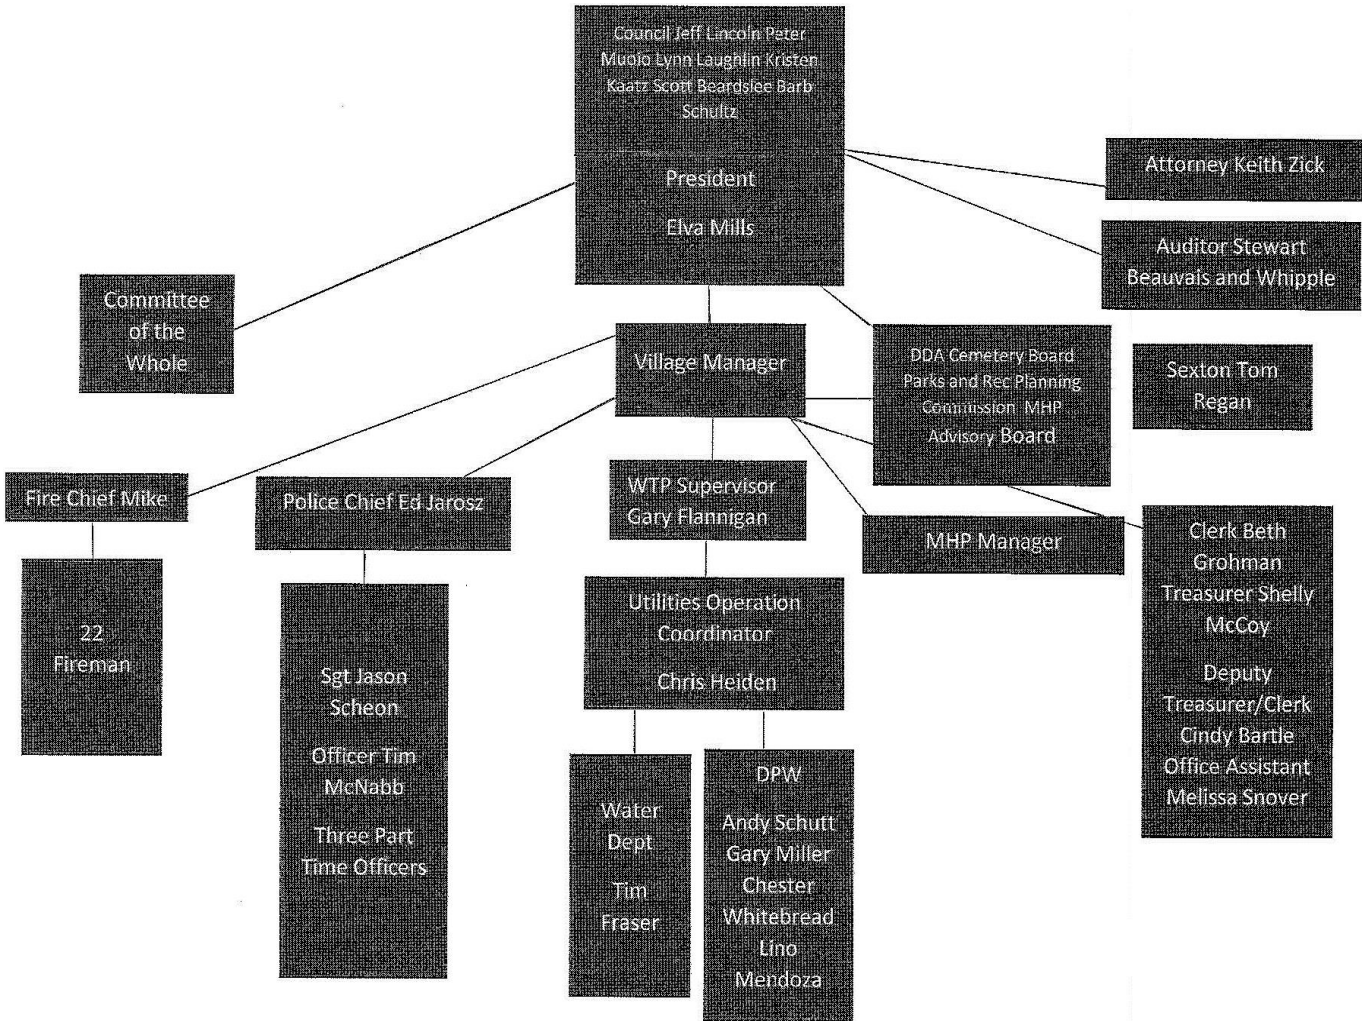 Council Jeff Lincoln Peter
Muoio Lynn Laughlin Kristen
Kaatz Scott Beardslee Barb
Schultz
President
Elva Mills
Attorney Keith Zick
Auditor Stewart
Beauvais and Whipple
Committee
of the
Whole
Village Manager
DDA Cemetery Board
Parks and Rec Planning
Commission MHP
Advisory Board
Sexton Tom
Regan
Fire Chief Mike
Police Chief Ed Jarosz
WTP Supervisor
Gary Flannigan
MHP Manager
Clerk Beth
Grohman
Treasurer Shelly
McCoy
Deputy
Treasurer/Clerk
Cindy Bartle
Office Assistant
Melissa Snover
22
Fireman
Sgt Jason
Scheon
Officer Tim
McNabb
Three Part
Time Officers
Utilities Operation
Coordinator
Chris Heiden
Water
Dept
Tim
Fraser
DPW
Andy Schutt
Gary Miller
Chester
Whitebread
Lino
Mendoza